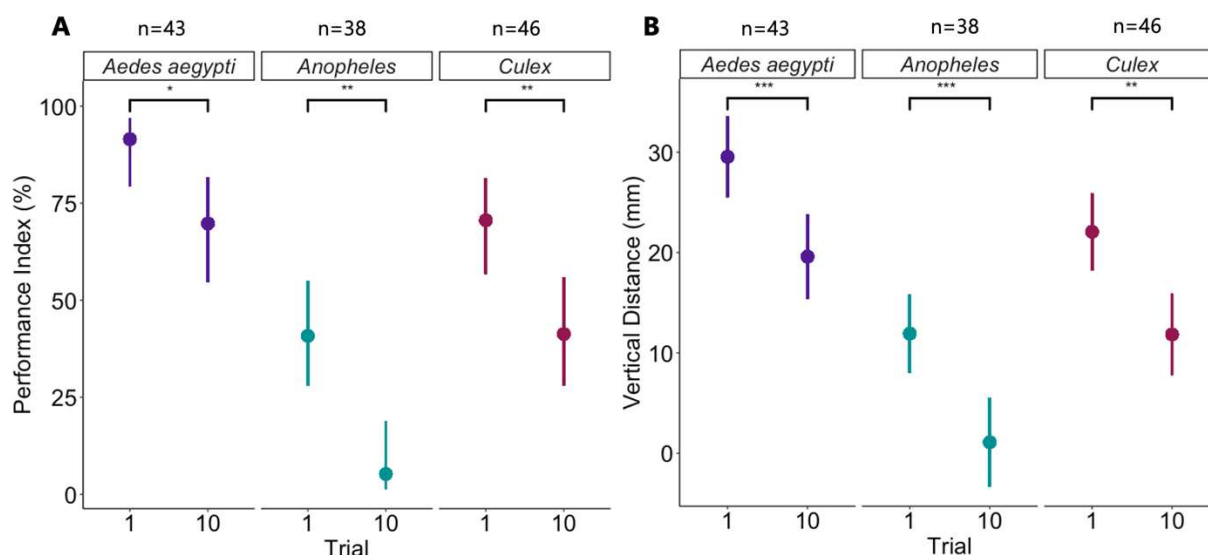 A
n=43 n=38 n=46
Aedes aegypti Anopheles Culex
* ** **
Performance Index (%)
100
75
50
25
0
1 10 1 10 1 10
Trial
B
n=43 n=38 n=46
Aedes aegypti Anopheles Culex
*** *** **
Vertical Distance (mm)
30
20
10
0
1 10 1 10 1 10
Trial